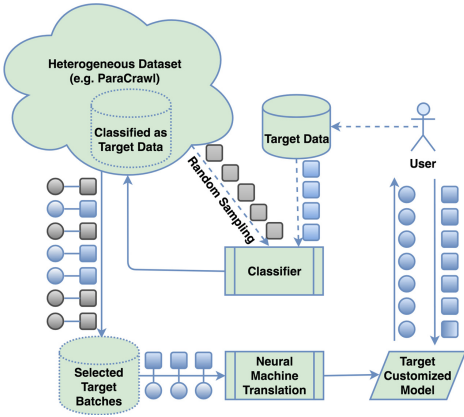 Heterogeneous Dataset
(e.g. ParaCrawl)
Classified as
Target Data
Target Data
User
Random Sampling
Classifier
Selected
Target
Batches
Neural
Machine
Translation
Target
Customized
Model